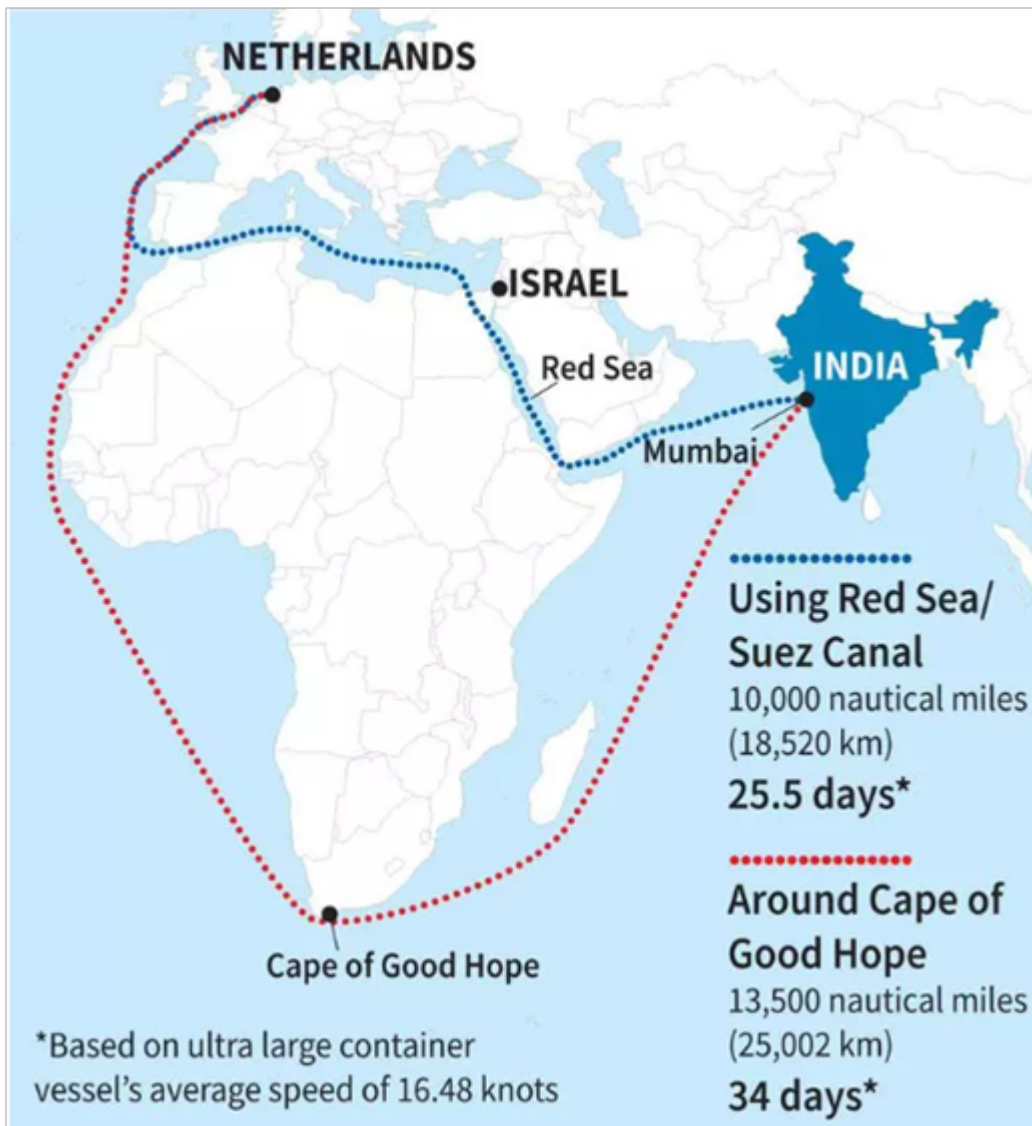 NETHERLANDS
ISRAEL
Red Sea
INDIA
Mumbai
Using Red Sea/
Suez Canal
10,000 nautical miles
(18,520 km)
25.5 days*
Around Cape of
Good Hope
13,500 nautical miles
(25,002 km)
34 days*
Cape of Good Hope
*Based on ultra large container
vessel's average speed of 16.48 knots